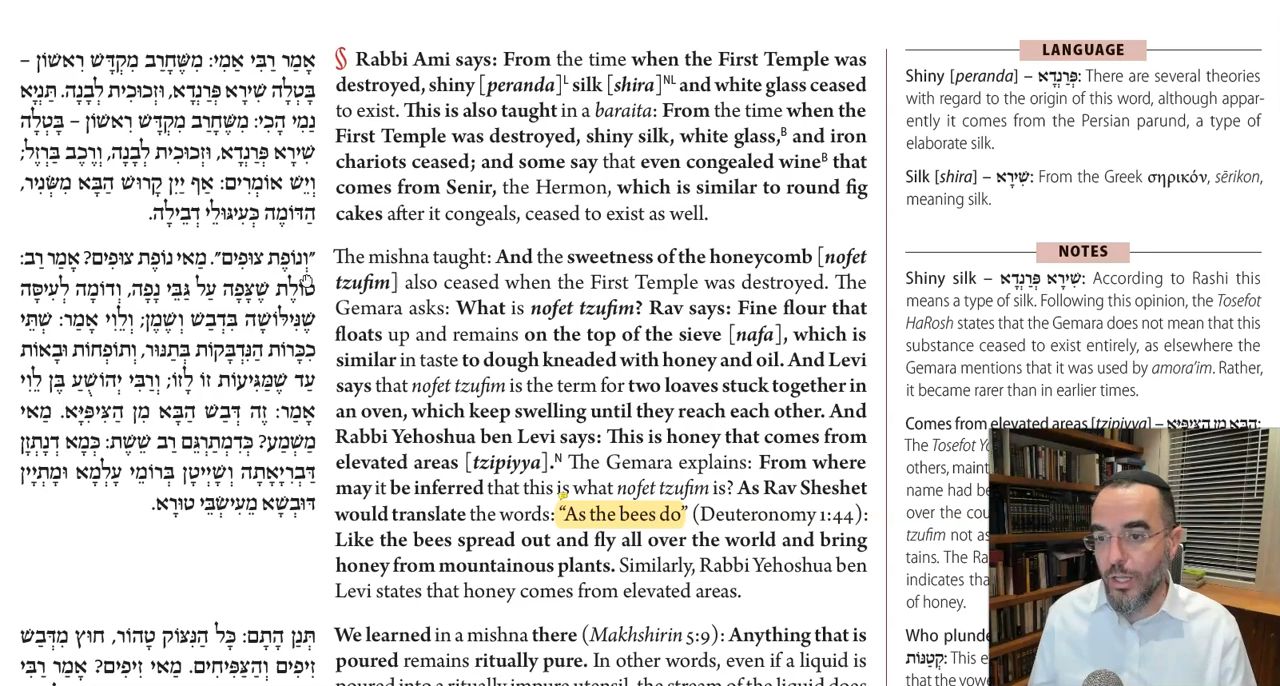 אָמַר רַבִּי אַמִי: מִשֶּׁחָרַב מִקְדָּשׁ רִאשׁוֹן –
בָּטְלָה שִׁירָא פְּרַנְדָא, וּזְכוּכִית לְבָנָה. תַּנְיָא
נַמִי הָכִי: מִשֶּׁחָרַב מִקְדָּשׁ רִאשׁוֹן – בָּטְלָה
שִׁירָא פְּרַנְדָא, וּזְכוּכִית לְבָנָה, וְרֶכֶב בַּרְזֶל;
וְיֵשׁ אוֹמְרִים: אַף יַיִן קָרוּשׁ הַבָּא מִשְּׂנִיר,
הַדּוֹמֶה כְּעִיגּוּלֵי דְבֵילָה.
״וְנוֹפֶת צוּפִים״. מַאי נוֹפֶת צוּפִים? אָמַר רַב:
סוֹלֶת שֶׁצָּפָה עַל גַּבֵּי נָפָה, וְדוֹמָה לְעִיסָּה
שֶׁנִּילּוֹשָׁה בִּדְבַשׁ וְשֶׁמֶן; וְלֵוִי אָמַר: שְׁתֵּי
כִכָּרוֹת הַנִּדְבָּקוֹת בְּתַנּוּר, וְתוֹפְחוֹת וּבָאוֹת
עַד שֶׁמַּגִּיעוֹת זוֹ לָזוֹ; וְרַבִּי יְהוֹשֻׁעַ בֶּן לֵוִי
אָמַר: זֶה דְּבַשׁ הַבָּא מִן הַצִּיפִּיָּא. מַאי
מַשְׁמַע? כְּדִמְתַרְגֵּם רַב שֵׁשֶׁת: כְּמָא דְנָתְזָן
דַּבְרִיאָתָה וְשָׁיְיטָן בְּרוּמֵי עָלְמָא וּמַתְיָין
דּוּבְשָׁא מֵעִישְׂבֵּי טוּרָא.
תְּנַן הָתָם: כׇּל הַנִּצּוֹק טָהוֹר, חוּץ מִדְּבַשׁ
זִיפִים וְהַצַּפִּיחִים. מַאי זִיפִים? אָמַר רַבִּי
§ Rabbi Ami says: From the time when the First Temple was
destroyed, shiny [peranda]L silk [shira]NL and white glass ceased
to exist. This is also taught in a baraita: From the time when the
First Temple was destroyed, shiny silk, white glass,B and iron
chariots ceased; and some say that even congealed wineB that
comes from Senir, the Hermon, which is similar to round fig
cakes after it congeals, ceased to exist as well.
The mishna taught: And the sweetness of the honeycomb [nofet
tzufim] also ceased when the First Temple was destroyed. The
Gemara asks: What is nofet tzufim? Rav says: Fine flour that
floats up and remains on the top of the sieve [nafa], which is
similar in taste to dough kneaded with honey and oil. And Levi
says that nofet tzufim is the term for two loaves stuck together in
an oven, which keep swelling until they reach each other. And
Rabbi Yehoshua ben Levi says: This is honey that comes from
elevated areas [tzipiyya].N The Gemara explains: From where
may it be inferred that this is what nofet tzufim is? As Rav Sheshet
would translate the words: “As the bees do” (Deuteronomy 1:44):
Like the bees spread out and fly all over the world and bring
honey from mountainous plants. Similarly, Rabbi Yehoshua ben
Levi states that honey comes from elevated areas.
We learned in a mishna there (Makhshirin 5:9): Anything that is
poured remains ritually pure. In other words, even if a liquid is
poured into a ritually impure utensil, the stream of the liquid does
LANGUAGE
Shiny [peranda] – פְּרַנְדָא: There are several theories
with regard to the origin of this word, although appar-
ently it comes from the Persian parund, a type of
elaborate silk.
Silk [shira] – שִׁירָא: From the Greek σηρικόν, sērikon,
meaning silk.
NOTES
Shiny silk – שִׁירָא פְּרַנְדָא: According to Rashi this
means a type of silk. Following this opinion, the Tosefot
HaRosh states that the Gemara does not mean that this
substance ceased to exist entirely, as elsewhere the
Gemara mentions that it was used by amora’im. Rather,
it became rarer than in earlier times.
Comes from elevated areas [tzipiyya] – הַבָּא מִן הַצִּיפִּיָּא:
The Tosefot
others, maint
name had be
over the cou
tzufim not as
tains. The Ra
indicates tha
of honey.
Who plunde
קְטַנּוֹת: This e
that the vowe